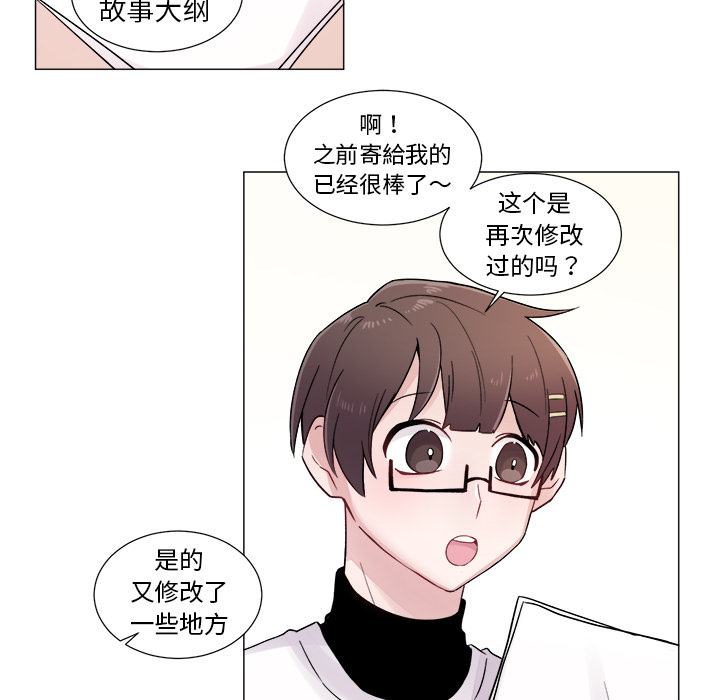 故事大纲
啊！
之前寄給我的
已经很棒了～
这个是
再次修改
过的吗？
是的
又修改了
一些地方